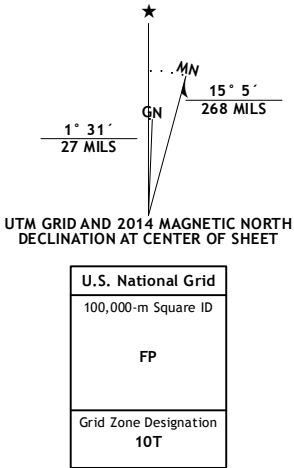 MN
GN
15° 5´
268 MILS
1° 31´
27 MILS
UTM GRID AND 2014 MAGNETIC NORTH
DECLINATION AT CENTER OF SHEET
U.S. National Grid
100,000-m Square ID
FP
Grid Zone Designation
10T